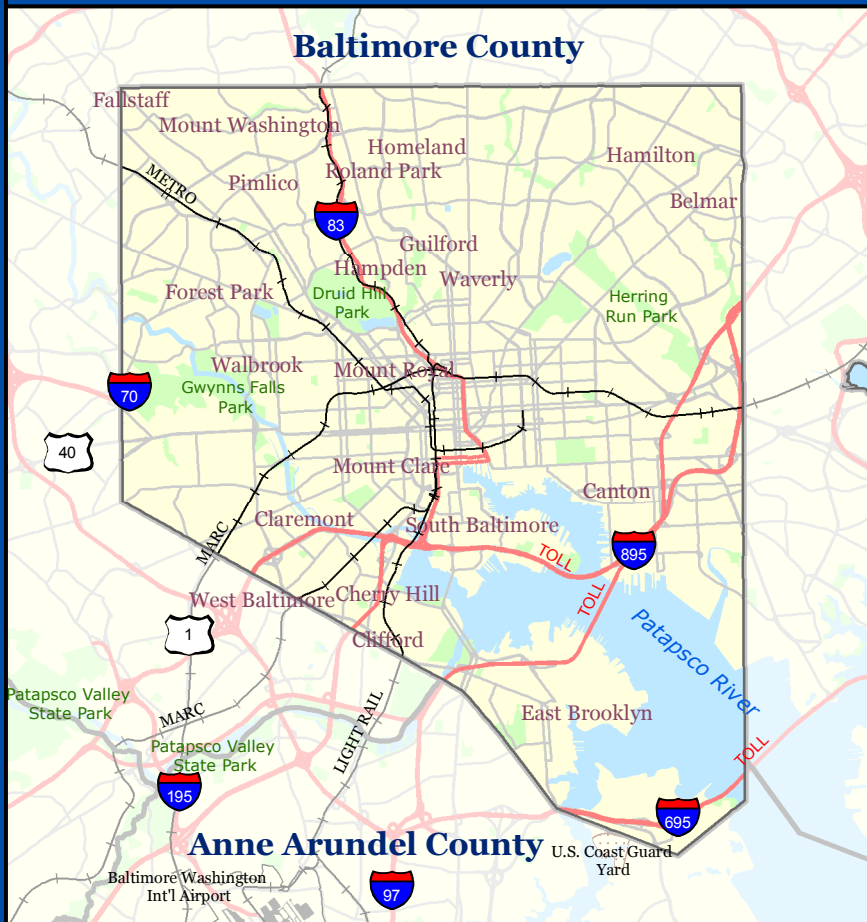 Baltimore County
Fallstaff
Mount Washington
Homeland
Hamilton
Roland Park
METRO
Pimlico
Belmar
83
Guilford
Hampden
Waverly
Forest Park
Druid Hill
Park
Herring
Run Park
Walbrook
Mount Royal
Gwynns Falls
Park
70
40
Mount Clare
Canton
Claremont
South Baltimore
MARC
895
TOLL
TOLL
West Baltimore
Cherry Hill
1
Clifford
Patapsco River
Patapsco Valley
State Park
MARC
East Brooklyn
LIGHT RAIL
Patapsco Valley
State Park
TOLL
195
695
Anne Arundel County
U.S. Coast Guard
Yard
Baltimore Washington
Int'l Airport
97